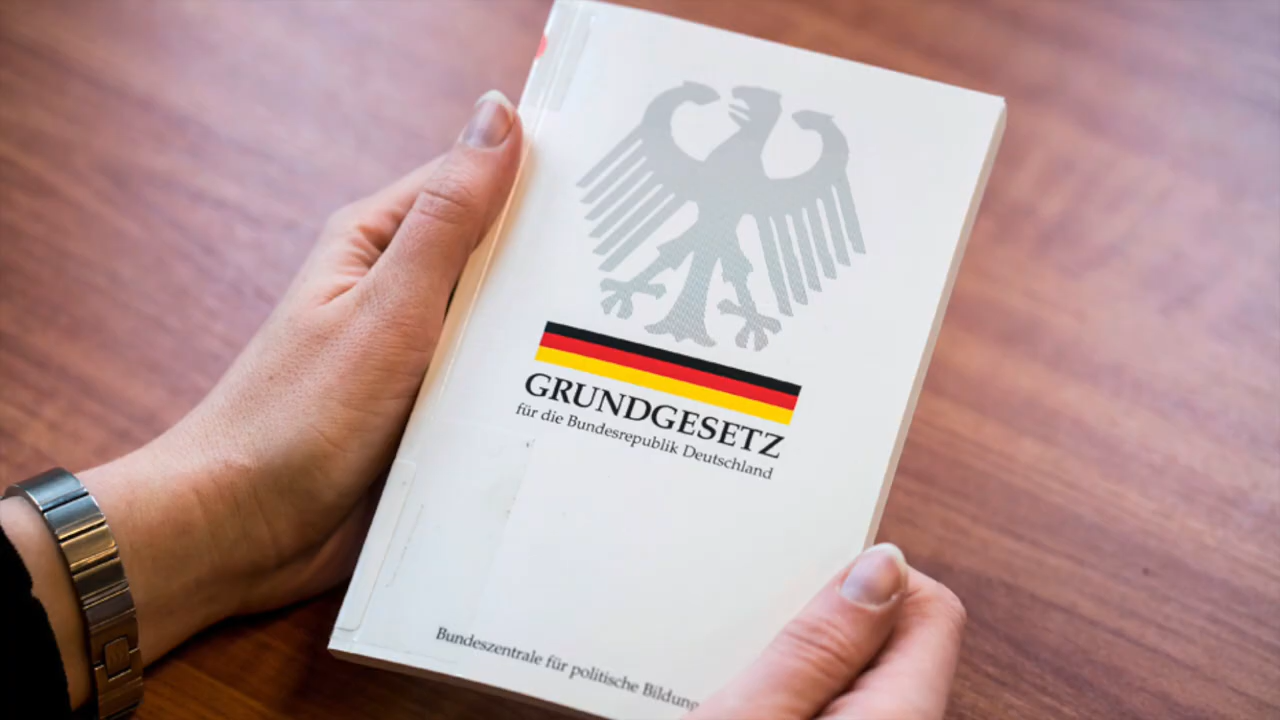 GRUNDGESETZ
für die Bundesrepublik Deutschland
Bundeszentrale für politische Bildung